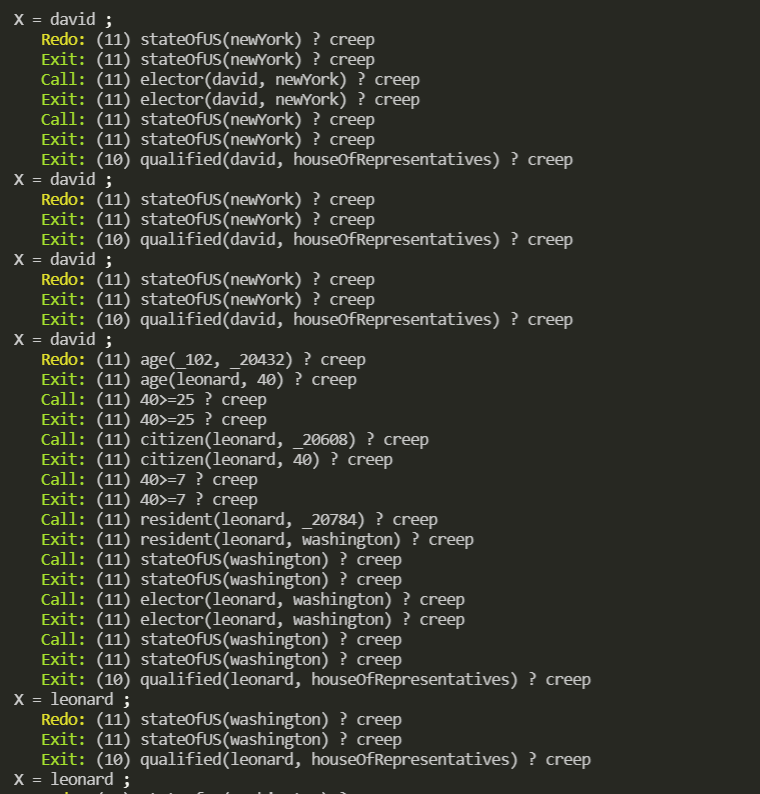 X = david ;
Redo: (11) stateOfUS(newYork) ? creep
Exit: (11) stateOfUS(newYork) ? creep
Call: (11) elector(david, newYork) ? creep
Exit: (11) elector(david, newYork) ? creep
Call: (11) stateOfUS(newYork) ? creep
Exit: (11) stateOfUS(newYork) ? creep
Exit: (10) qualified(david, houseOfRepresentatives) ? creep
X = david ;
Redo: (11) stateOfUS(newYork) ? creep
Exit: (11) stateOfUS(newYork) ? creep
Exit: (10) qualified(david, houseOfRepresentatives) ? creep
X = david ;
Redo: (11) stateOfUS(newYork) ? creep
Exit: (11) stateOfUS(newYork) ? creep
Exit: (10) qualified(david, houseOfRepresentatives) ? creep
X = david ;
Redo: (11) age(_102, _20432) ? creep
Exit: (11) age(leonard, 40) ? creep
Call: (11) 40>=25 ? creep
Exit: (11) 40>=25 ? creep
Call: (11) citizen(leonard, _20608) ? creep
Exit: (11) citizen(leonard, 40) ? creep
Call: (11) 40>=7 ? creep
Exit: (11) 40>=7 ? creep
Call: (11) resident(leonard, _20784) ? creep
Exit: (11) resident(leonard, washington) ? creep
Call: (11) stateOfUS(washington) ? creep
Exit: (11) stateOfUS(washington) ? creep
Call: (11) elector(leonard, washington) ? creep
Exit: (11) elector(leonard, washington) ? creep
Call: (11) stateOfUS(washington) ? creep
Exit: (11) stateOfUS(washington) ? creep
Exit: (10) qualified(leonard, houseOfRepresentatives) ? creep
X = leonard ;
Redo: (11) stateOfUS(washington) ? creep
Exit: (11) stateOfUS(washington) ? creep
Exit: (10) qualified(leonard, houseOfRepresentatives) ? creep
X = leonard ;